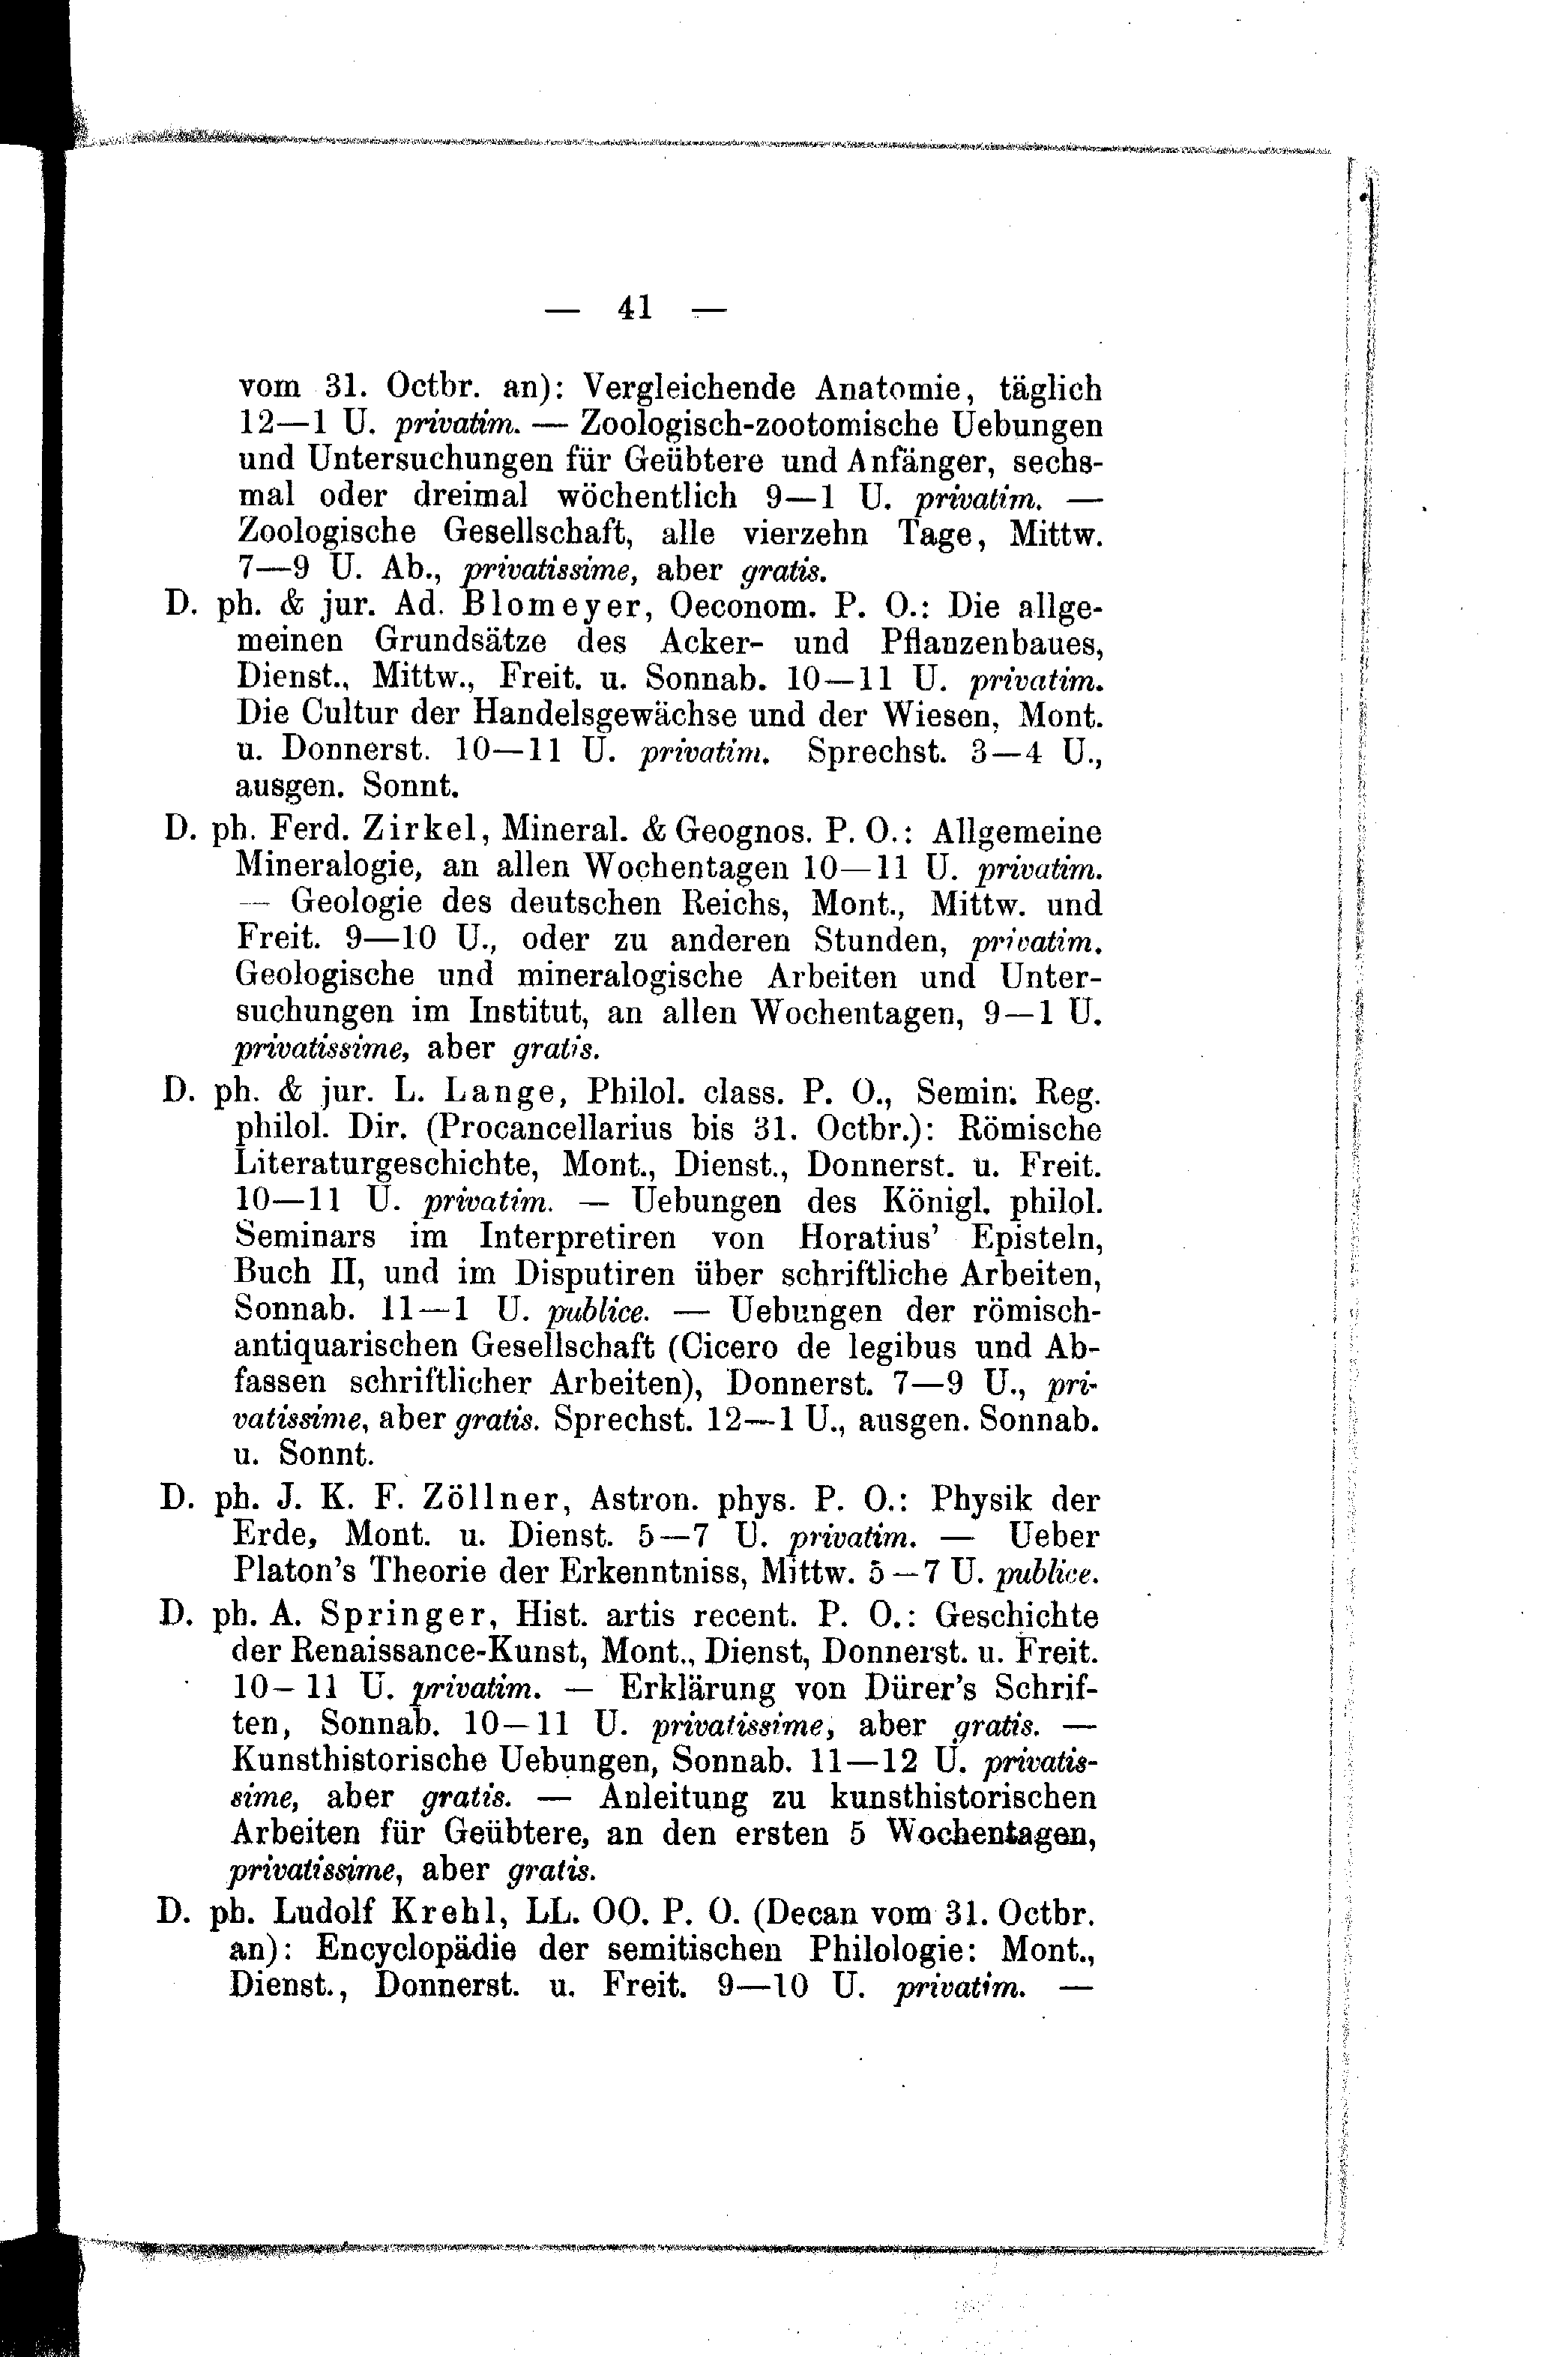 — 41 —
vom 31. Octbr. an): Vergleichende Anatomie, täglich
12—1 U. privatim. — Zoologisch-zootomische Uebungen
und Untersuchungen für Geübtere und Anfänger, sechs-
mal oder dreimal wöchentlich 9—1 U. privatim. —
Zoologische Gesellschaft, alle vierzehn Tage, Mittw.
7—9 U. Ab., privatissime, aber gratis.
D. ph. & jur. Ad. Blomeyer, Oeconom. P. O.: Die allge-
meinen Grundsätze des Acker- und Pflanzenbaues,
Dienst., Mittw., Freit. u. Sonnab. 10—11 U. privatim.
Die Cultur der Handelsgewächse und der Wiesen, Mont.
u. Donnerst. 10—11 U. privatim. Sprechst. 3—4 U.,
ausgen. Sonnt.
D. ph. Ferd. Zirkel, Mineral. & Geognos. P. O.: Allgemeine
Mineralogie, an allen Wochentagen 10—11 U. privatim.
— Geologie des deutschen Reichs, Mont., Mittw. und
Freit. 9—10 U., oder zu anderen Stunden, privatim.
Geologische und mineralogische Arbeiten und Unter-
suchungen im Institut, an allen Wochentagen, 9—1 U.
privatissime, aber gratis.
D. ph. & jur. L. Lange, Philol. class. P. O., Semin. Reg.
philol. Dir. (Procancellarius bis 31. Octbr.): Römische
Literaturgeschichte, Mont., Dienst., Donnerst. u. Freit.
10—11 U. privatim. — Uebungen des Königl. philol.
Seminars im Interpretiren von Horatius' Episteln,
Buch II, und im Disputiren über schriftliche Arbeiten,
Sonnab. 11—1 U. publice. — Uebungen der römisch-
antiquarischen Gesellschaft (Cicero de legibus und Ab-
fassen schriftlicher Arbeiten), Donnerst. 7—9 U., pri-
vatissime, aber gratis. Sprechst. 12—1 U., ausgen. Sonnab.
u. Sonnt.
D. ph. J. K. F. Zöllner, Astron. phys. P. O.: Physik der
Erde, Mont. u. Dienst. 5—7 U. privatim. — Ueber
Platon's Theorie der Erkenntniss, Mittw. 5—7 U. publice.
D. ph. A. Springer, Hist. artis recent. P. O.: Geschichte
der Renaissance-Kunst, Mont., Dienst, Donnerst. u. Freit.
10—11 U. privatim. — Erklärung von Dürer's Schrif-
ten, Sonnab. 10—11 U. privatissime, aber gratis. —
Kunsthistorische Uebungen, Sonnab. 11—12 U. privatis-
sime, aber gratis. — Anleitung zu kunsthistorischen
Arbeiten für Geübtere, an den ersten 5 Wochentagen,
privatissime, aber gratis.
D. ph. Ludolf Krehl, LL. OO. P. O. (Decan vom 31. Octbr.
an): Encyclopädie der semitischen Philologie: Mont.,
Dienst., Donnerst. u. Freit. 9—10 U. privatim. —